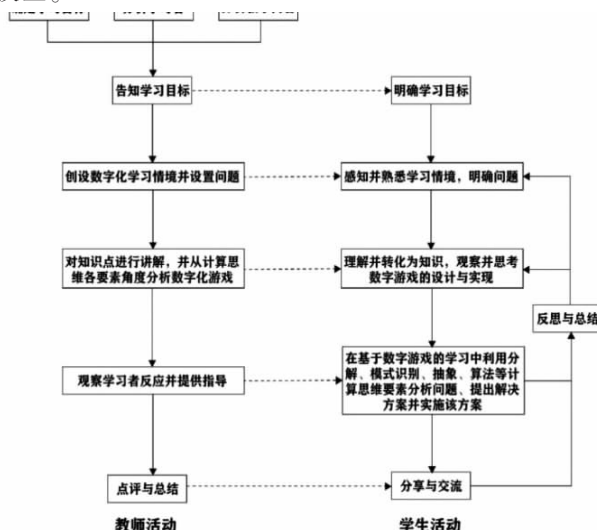 告知学习目标
明确学习目标
创设数字化学习情境并设置问题
感知并熟悉学习情境，明确问题
对知识点进行讲解，并从计算思
维各要素角度分析数字化游戏
理解并转化为知识，观察并思考
数字游戏的设计与实现
反思与总结
观察学习者反应并提供指导
在基于数字游戏的学习中利用分
解、模式识别、抽象、算法等计
算思维要素分析问题、提出解决
方案并实施该方案
点评与总结
分享与交流
教师活动
学生活动